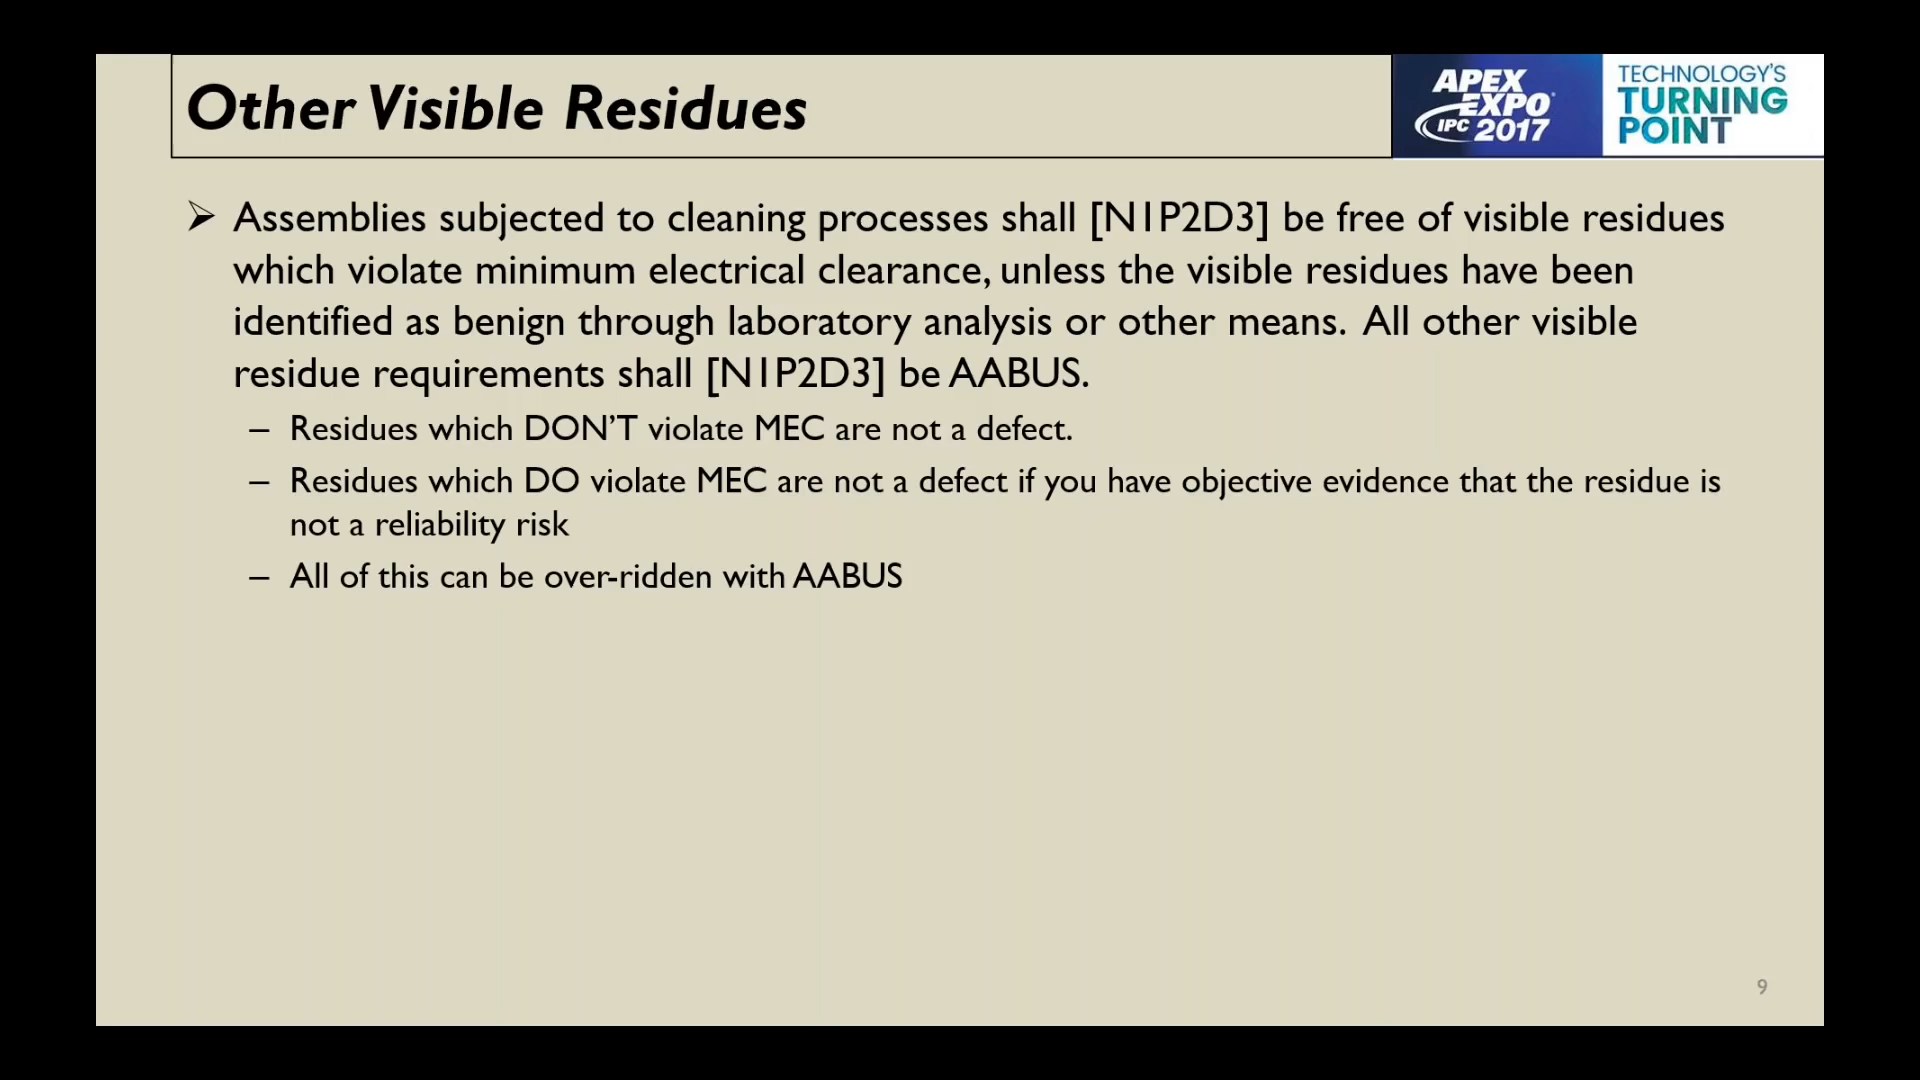 Other Visible Residues
APEX
EXPO
IPC 2017
TECHNOLOGY'S
TURNING
POINT
➢ Assemblies subjected to cleaning processes shall [N1P2D3] be free of visible residues
which violate minimum electrical clearance, unless the visible residues have been
identified as benign through laboratory analysis or other means. All other visible
residue requirements shall [N1P2D3] be AABUS.
– Residues which DON'T violate MEC are not a defect.
– Residues which DO violate MEC are not a defect if you have objective evidence that the residue is
not a reliability risk
– All of this can be over-ridden with AABUS
9